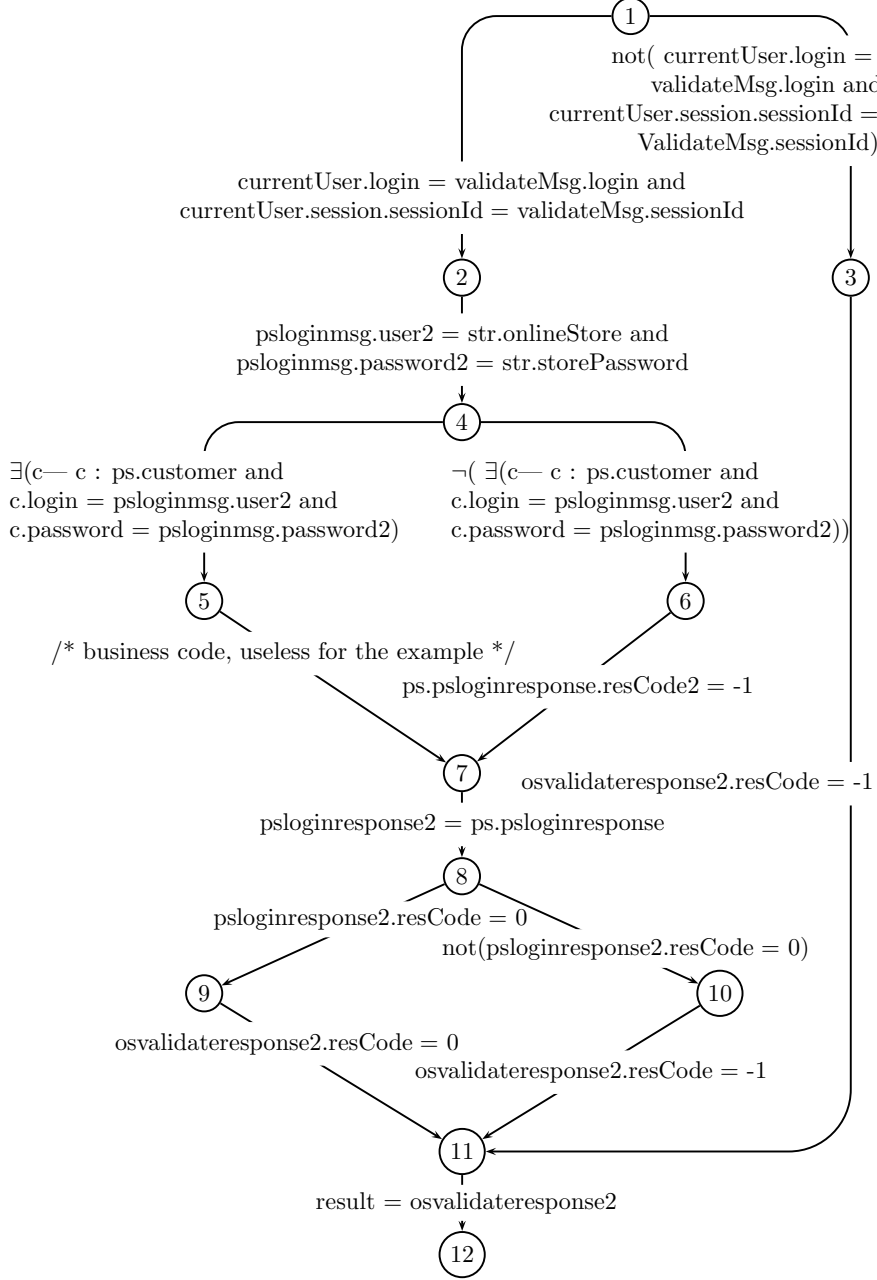 1
not( currentUser.login =
validateMsg.login and
currentUser.session.sessionId =
ValidateMsg.sessionId)
currentUser.login = validateMsg.login and
currentUser.session.sessionId = validateMsg.sessionId
2
3
psloginmsg.user2 = str.onlineStore and
psloginmsg.password2 = str.storePassword
4
∃(c— c : ps.customer and
c.login = psloginmsg.user2 and
c.password = psloginmsg.password2)
¬( ∃(c— c : ps.customer and
c.login = psloginmsg.user2 and
c.password = psloginmsg.password2))
5
6
/* business code, useless for the example */
ps.psloginresponse.resCode2 = -1
7
osvalidateresponse2.resCode = -1
psloginresponse2 = ps.psloginresponse
8
psloginresponse2.resCode = 0
not(psloginresponse2.resCode = 0)
9
10
osvalidateresponse2.resCode = 0
osvalidateresponse2.resCode = -1
11
result = osvalidateresponse2
12